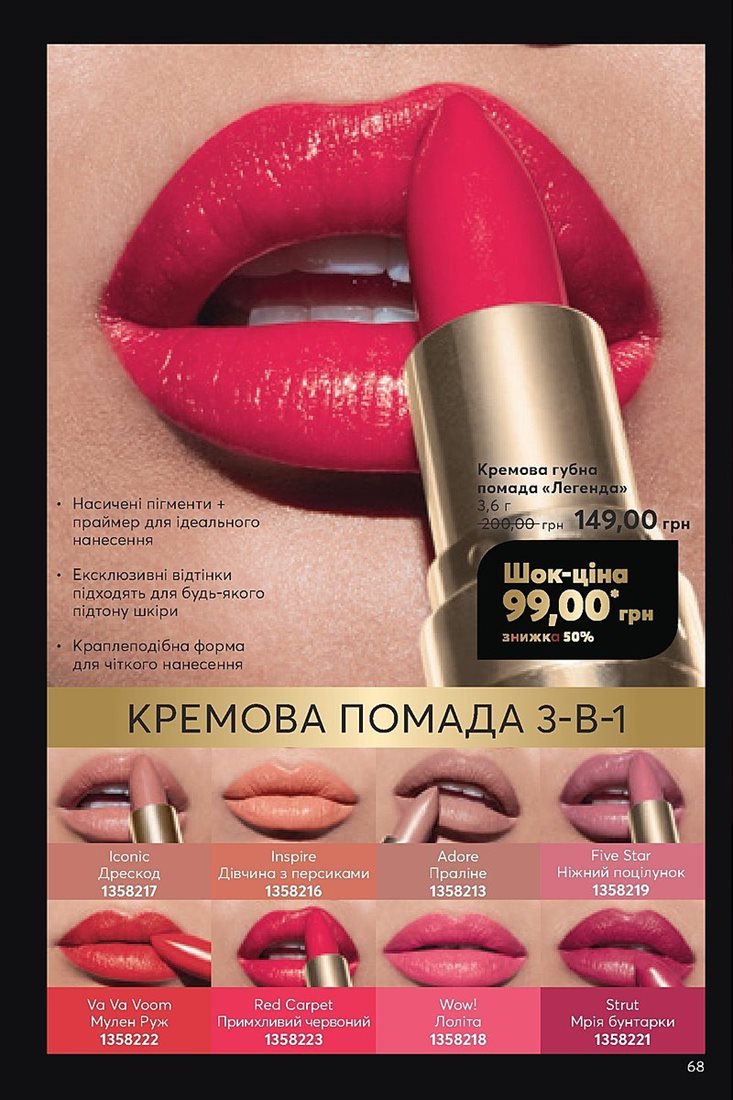 Кремова губна
помада «Легенда»
3,6 г
200,00 грн 149,00 грн
Шок-ціна
99,00* грн
знижка 50%
• Насичені пігменти +
праймер для ідеального
нанесення
• Ексклюзивні відтінки
підходять для будь-якого
підтону шкіри
• Краплеподібна форма
для чіткого нанесення
КРЕМОВА ПОМАДА 3-В-1
Iconic
Дрескод
1358217
Inspire
Дівчина з персиками
1358216
Adore
Праліне
1358213
Five Star
Ніжний поцілунок
1358219
Va Va Voom
Мулен Руж
1358222
Red Carpet
Примхливий червоний
1358223
Wow!
Лоліта
1358218
Strut
Мрія бунтарки
1358221
68